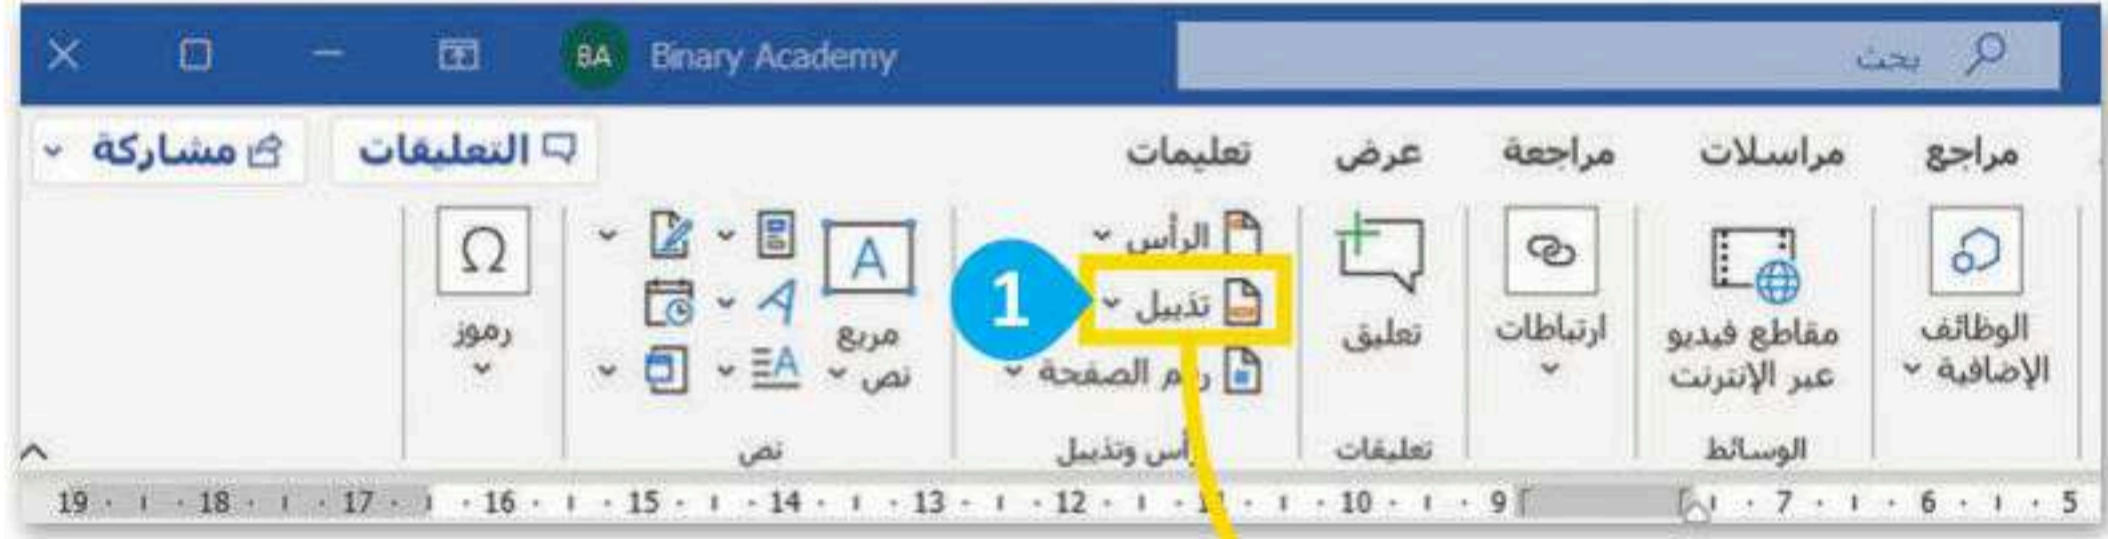 بحث
Binary Academy
BA
مراجع
مراسلات
مراجعة
عرض
تعليمات
التعليقات
مشاركة
الوظائف
الإضافية
مقاطع فيديو
عبر الإنترنت
الوسائط
ارتباطات
تعليق
تعليقات
الرأس
1
تذييل
الصفحة
وتذييل
A
مربع
نص
A
A
نص
Ω
رموز
19 18 17 16 15 14 13 12 10 9 7 6 5